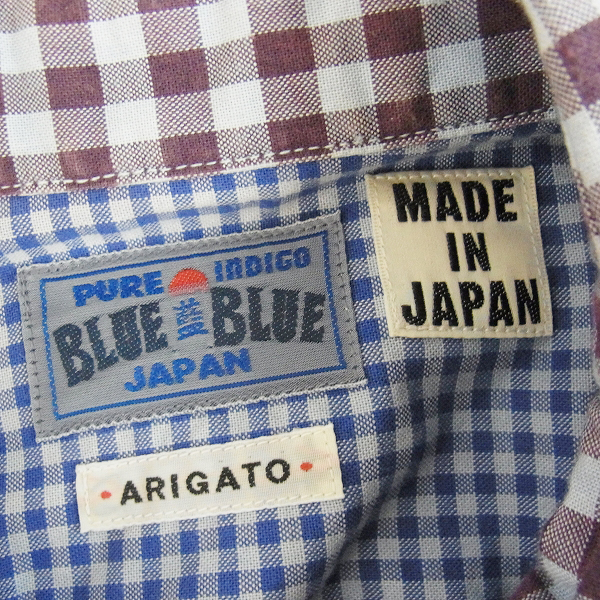 PURE INDIGO
BLUE BLUE
JAPAN
MADE
IN
JAPAN
• ARIGATO •